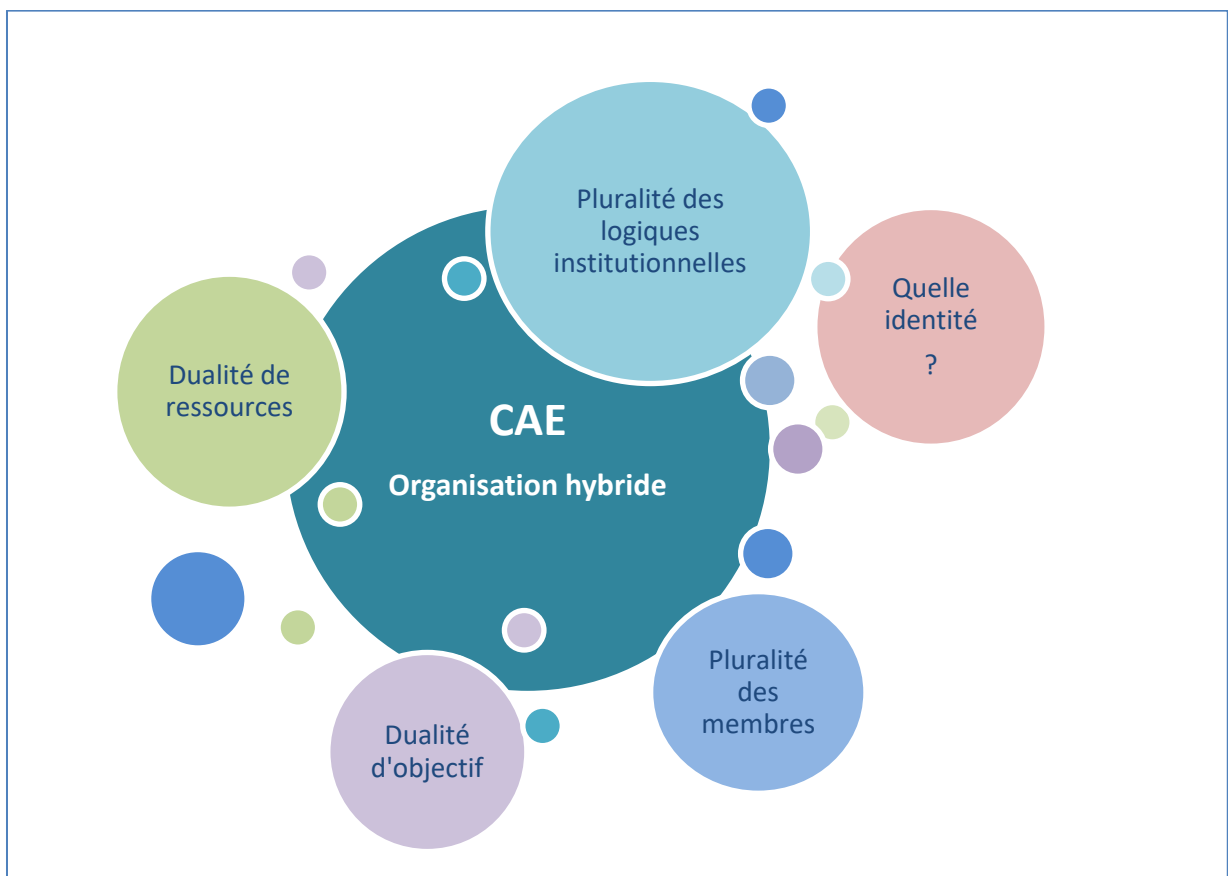 Pluralité des
logiques
institutionnelles
Quelle
identité
?
Dualité de
ressources
CAE
Organisation hybride
Pluralité
des
membres
Dualité
d'objectif